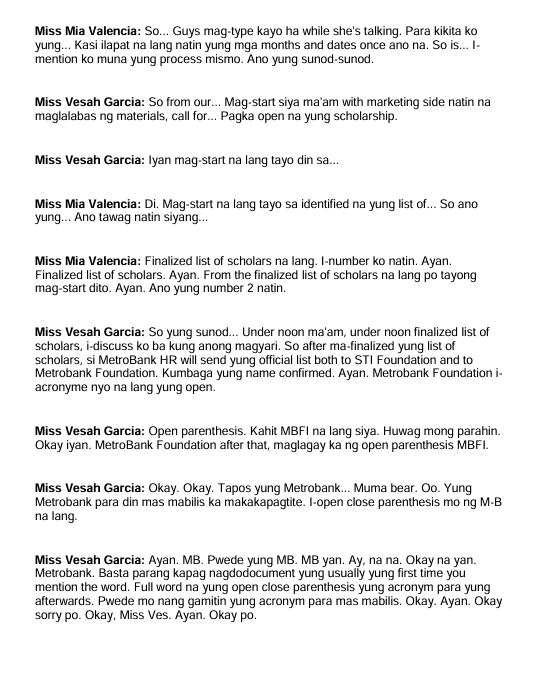 Miss Mia Valencia: So... Guys mag-type kayo ha while she's talking. Para kikita ko
yung... Kasi ilapat na lang natin yung mga months and dates once ano na. So is... I-
mention ko muna yung process mismo. Ano yung sunod-sunod.
Miss Vesah Garcia: So from our... Mag-start siya ma'am with marketing side natin na
maglalabas ng materials, call for... Pagka open na yung scholarship.
Miss Vesah Garcia: Iyan mag-start na lang tayo din sa...
Miss Mia Valencia: Di. Mag-start na lang tayo sa identified na yung list of... So ano
yung... Ano tawag natin siyang...
Miss Mia Valencia: Finalized list of scholars na lang. I-number ko natin. Ayan.
Finalized list of scholars. Ayan. From the finalized list of scholars na lang po tayong
mag-start dito. Ayan. Ano yung number 2 natin.
Miss Vesah Garcia: So yung sunod... Under noon ma'am, under noon finalized list of
scholars, i-discuss ko ba kung anong magyari. So after ma-finalized yung list of
scholars, si MetroBank HR will send yung official list both to STI Foundation and to
Metrobank Foundation. Kumbaga yung name confirmed. Ayan. Metrobank Foundation i-
acronyme nyo na lang yung open.
Miss Vesah Garcia: Open parenthesis. Kahit MBFI na lang siya. Huwag mong parahin.
Okay iyan. MetroBank Foundation after that, maglagay ka ng open parenthesis MBFI.
Miss Vesah Garcia: Okay. Okay. Tapos yung Metrobank... Muma bear. Oo. Yung
Metrobank para din mas mabilis ka makakapagtite. I-open close parenthesis mo ng M-B
na lang.
Miss Vesah Garcia: Ayan. MB. Pwede yung MB. MB yan. Ay, na na. Okay na yan.
Metrobank. Basta parang kapag nagdodocument yung usually yung first time you
mention the word. Full word na yung open close parenthesis yung acronym para yung
afterwards. Pwede mo nang gamitin yung acronym para mas mabilis. Okay. Ayan. Okay
sorry po. Okay, Miss Ves. Ayan. Okay po.